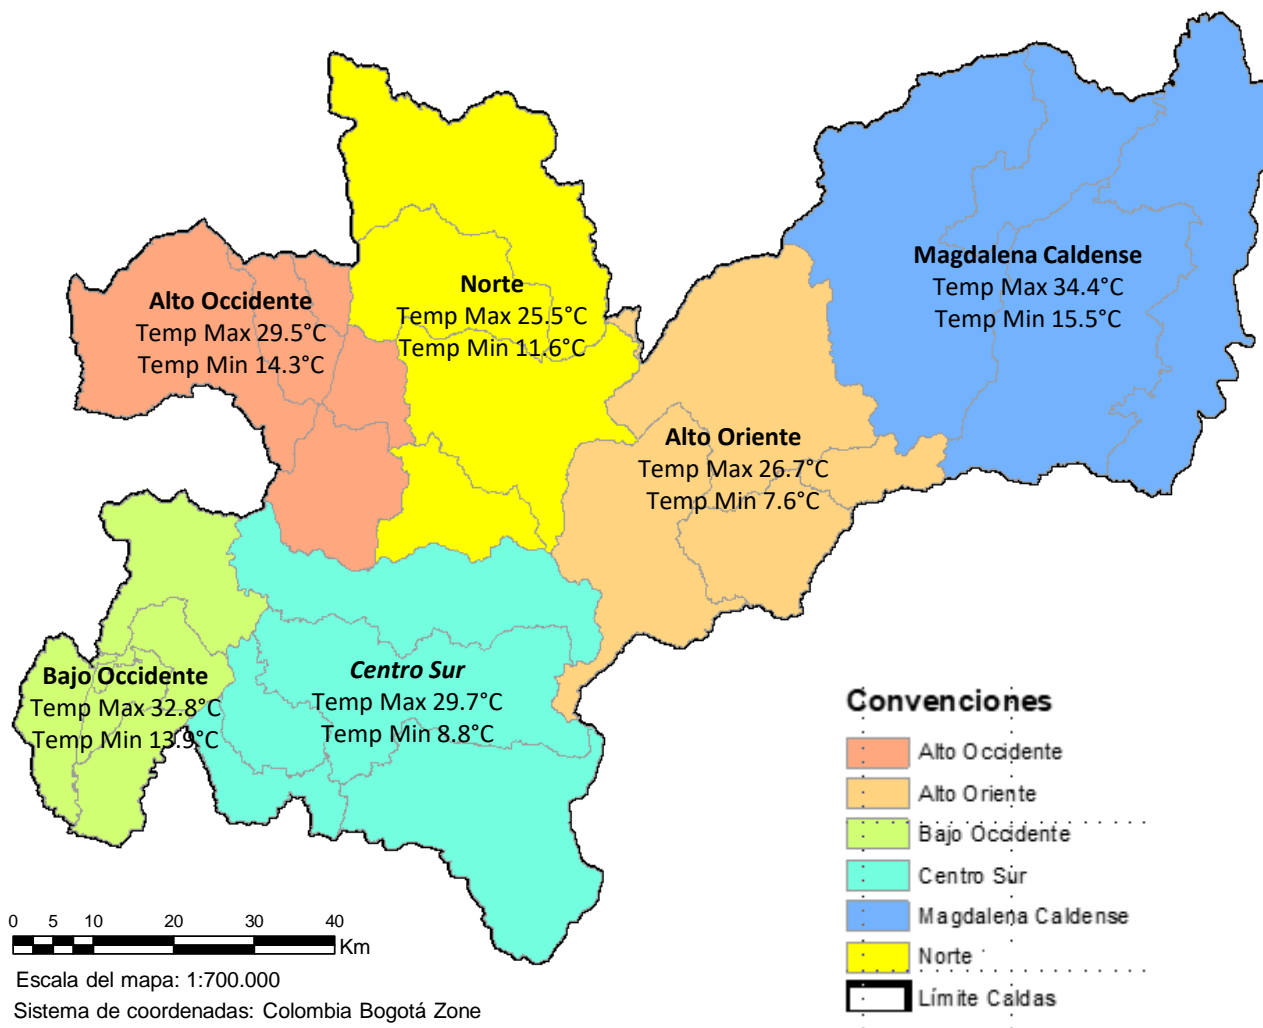 Magdalena Caldense
Temp Max 34.4°C
Temp Min 15.5°C
Norte
Temp Max 25.5°C
Temp Min 11.6°C
Alto Occidente
Temp Max 29.5°C
Temp Min 14.3°C
Alto Oriente
Temp Max 26.7°C
Temp Min 7.6°C
Bajo Occidente
Temp Max 32.8°C
Temp Min 13.9°C
Centro Sur
Temp Max 29.7°C
Temp Min 8.8°C
Convenciones
Alto Occidente
Alto Oriente
Bajo Occidente
Centro Sur
Magdalena Caldense
Norte
Límite Caldas
0 5 10 20 30 40
Km
Escala del mapa: 1:700.000
Sistema de coordenadas: Colombia Bogotá Zone